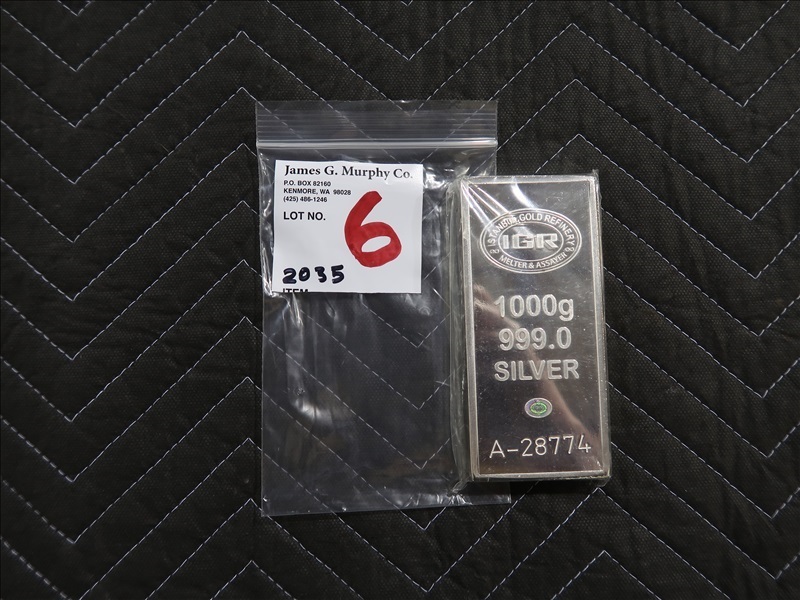 James G. Murphy Co.
P.O. BOX 82160
KENMORE, WA 98028
(425) 486-1246
LOT NO.
6
2035
ITEM
ISTANBUL GOLD REFINERY
IGR
MELTER & ASSAYER
1000g
999.0
SILVER
A-28774